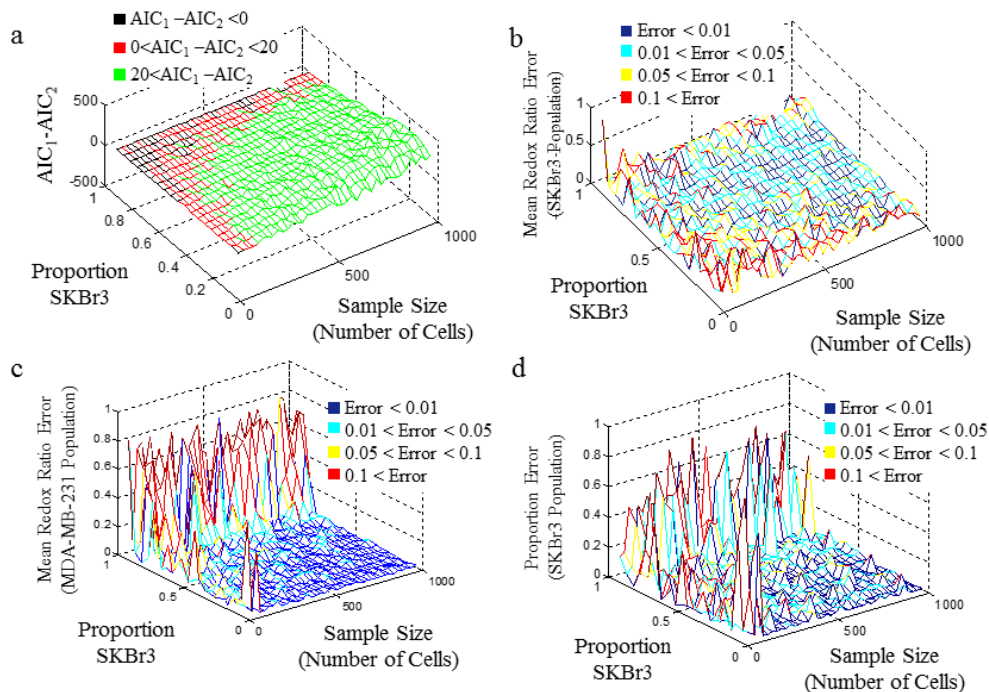 a
AIC₁ –AIC₂ <0
0<AIC₁ –AIC₂ <20
20<AIC₁ –AIC₂
AIC₁-AIC₂
500
0
-500
1
0.8
0.6
0.4
0.2
0
Proportion
SKBr3
0
500
1000
Sample Size
(Number of Cells)
b
Error < 0.01
0.01 < Error < 0.05
0.05 < Error < 0.1
0.1 < Error
Mean Redox Ratio Error
(SKBr3-Population)
1
0.5
0
1
0.5
0
Proportion
SKBr3
0
500
1000
Sample Size
(Number of Cells)
c
Error < 0.01
0.01 < Error < 0.05
0.05 < Error < 0.1
0.1 < Error
Mean Redox Ratio Error
(MDA-MB-231 Population)
1
0.8
0.6
0.4
0.2
0
1
0.5
0
Proportion
SKBr3
0
500
1000
Sample Size
(Number of Cells)
d
Error < 0.01
0.01 < Error < 0.05
0.05 < Error < 0.1
0.1 < Error
Proportion Error
(SKBr3 Population)
1
0.8
0.6
0.4
0.2
0
1
0.5
0
Proportion
SKBr3
0
500
1000
Sample Size
(Number of Cells)